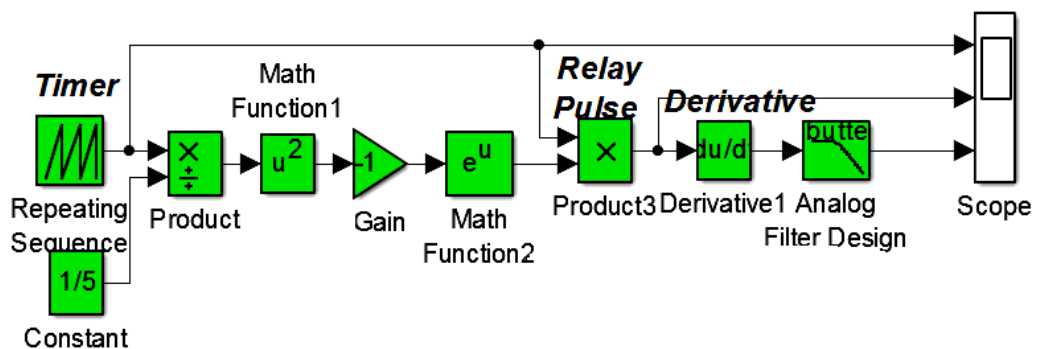 Timer
Math
Function1
Relay
Pulse
Derivative
butte
×
÷
u²
-1
eᵘ
×
du/d
Repeating
Sequence
Product
Gain
Math
Function2
Product3
Derivative1
Analog
Filter Design
Scope
1/5
Constant